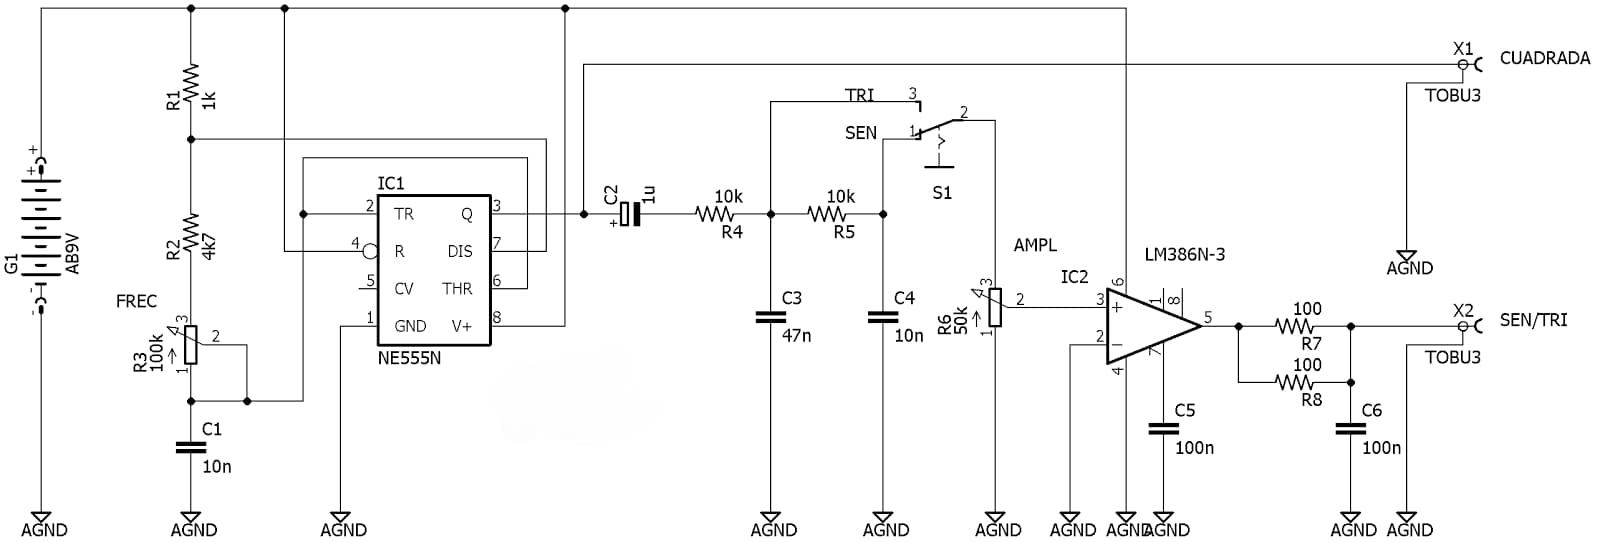 X1
CUADRADA
TOBU3
AGND
R1
1k
TRI
3
2
SEN
1
S1
+
+
G1
AB9V
-
-
R2
4k7
IC1
2
TR
Q
3
4
R
DIS
7
5
CV
THR
6
1
GND
V+
8
NE555N
C2
1u
+
10k
R4
10k
R5
FREC
3
2
1
R3
100k
C1
10n
C3
47n
C4
10n
AMPL
3
2
1
R6
50k
IC2
LM386N-3
6
1
8
3
+
2
-
5
7
4
100
R7
100
R8
X2
SEN/TRI
TOBU3
C5
100n
C6
100n
AGND
AGND
AGND
AGND
AGND
AGND
AGND
AGND
AGND
AGND
AGND